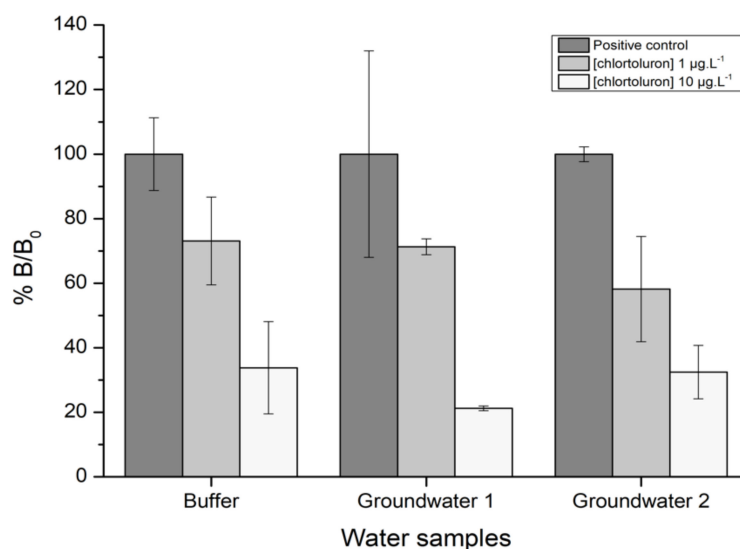 140
120
100
80
60
40
20
0
% B/B₀
Positive control
[chlortoluron] 1 µg.L⁻¹
[chlortoluron] 10 µg.L⁻¹
Buffer
Groundwater 1
Groundwater 2
Water samples